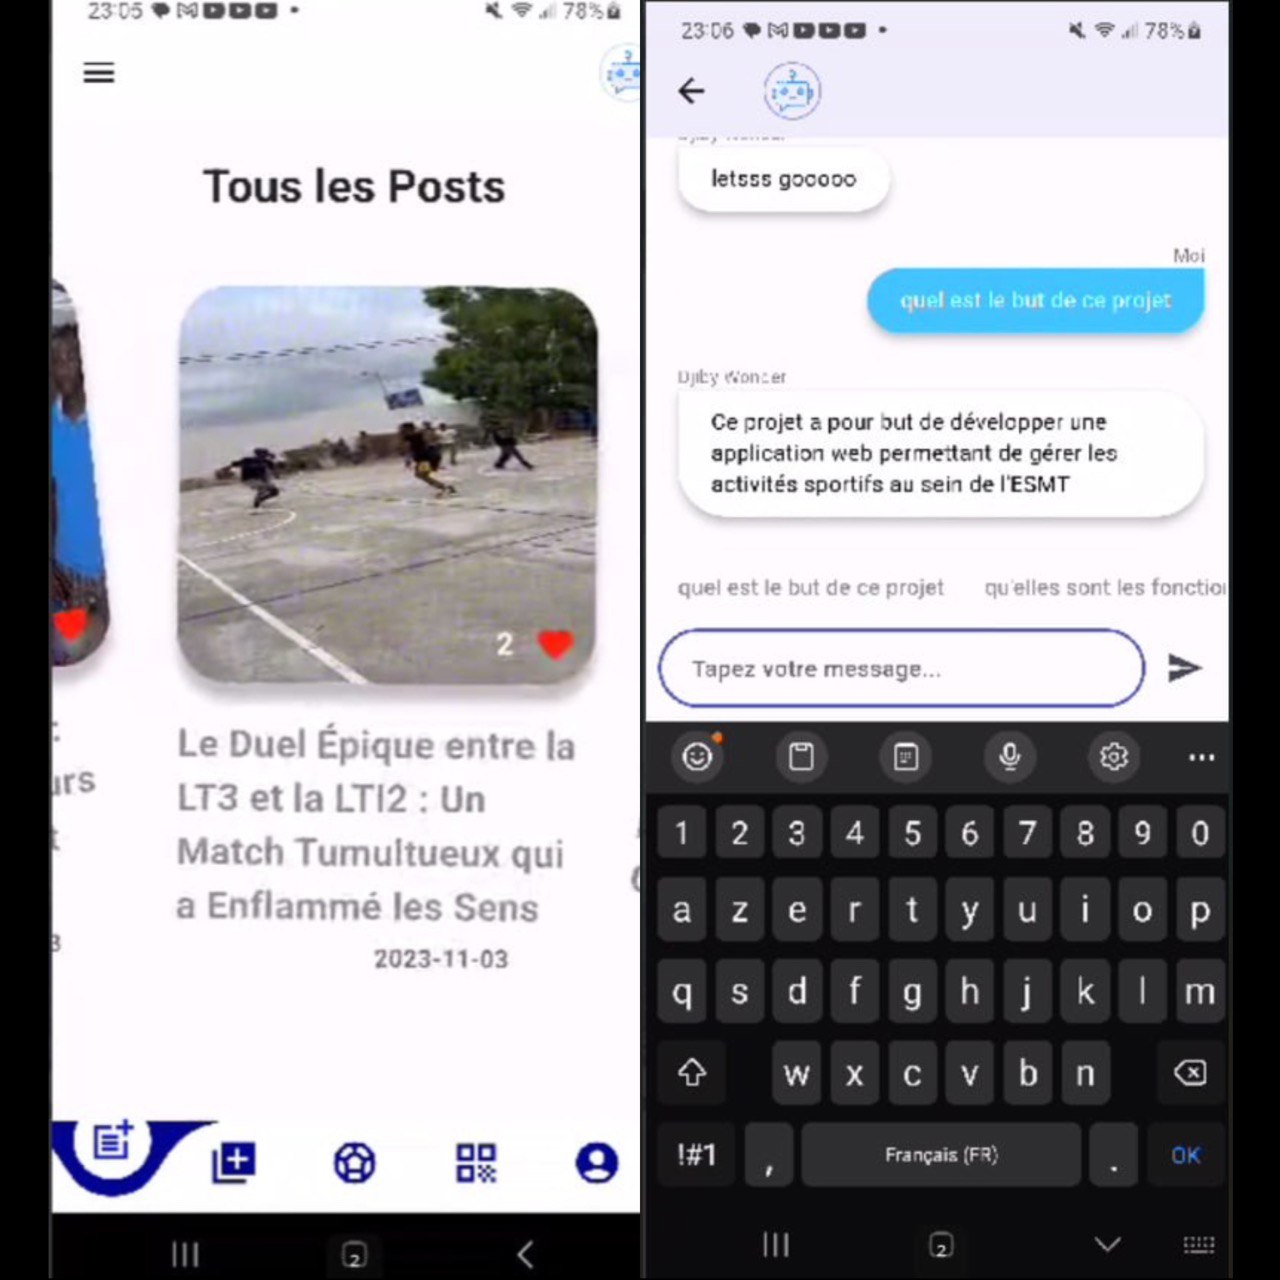 23:05
78%
Tous les Posts
2
Le Duel Épique entre la
LT3 et la LTI2 : Un
Match Tumultueux qui
a Enflammé les Sens
2023-11-03
2
23:06
78%
letsss gooooo
Moi
quel est le but de ce projet
Djiby Wonder
Ce projet a pour but de développer une
application web permettant de gérer les
activités sportifs au sein de l'ESMT
quel est le but de ce projet qu'elles sont les fonction
Tapez votre message...
1 2 3 4 5 6 7 8 9 0
a z e r t y u i o p
q s d f g h j k l m
w x c v b n
!#1 , Français (FR) . OK
2